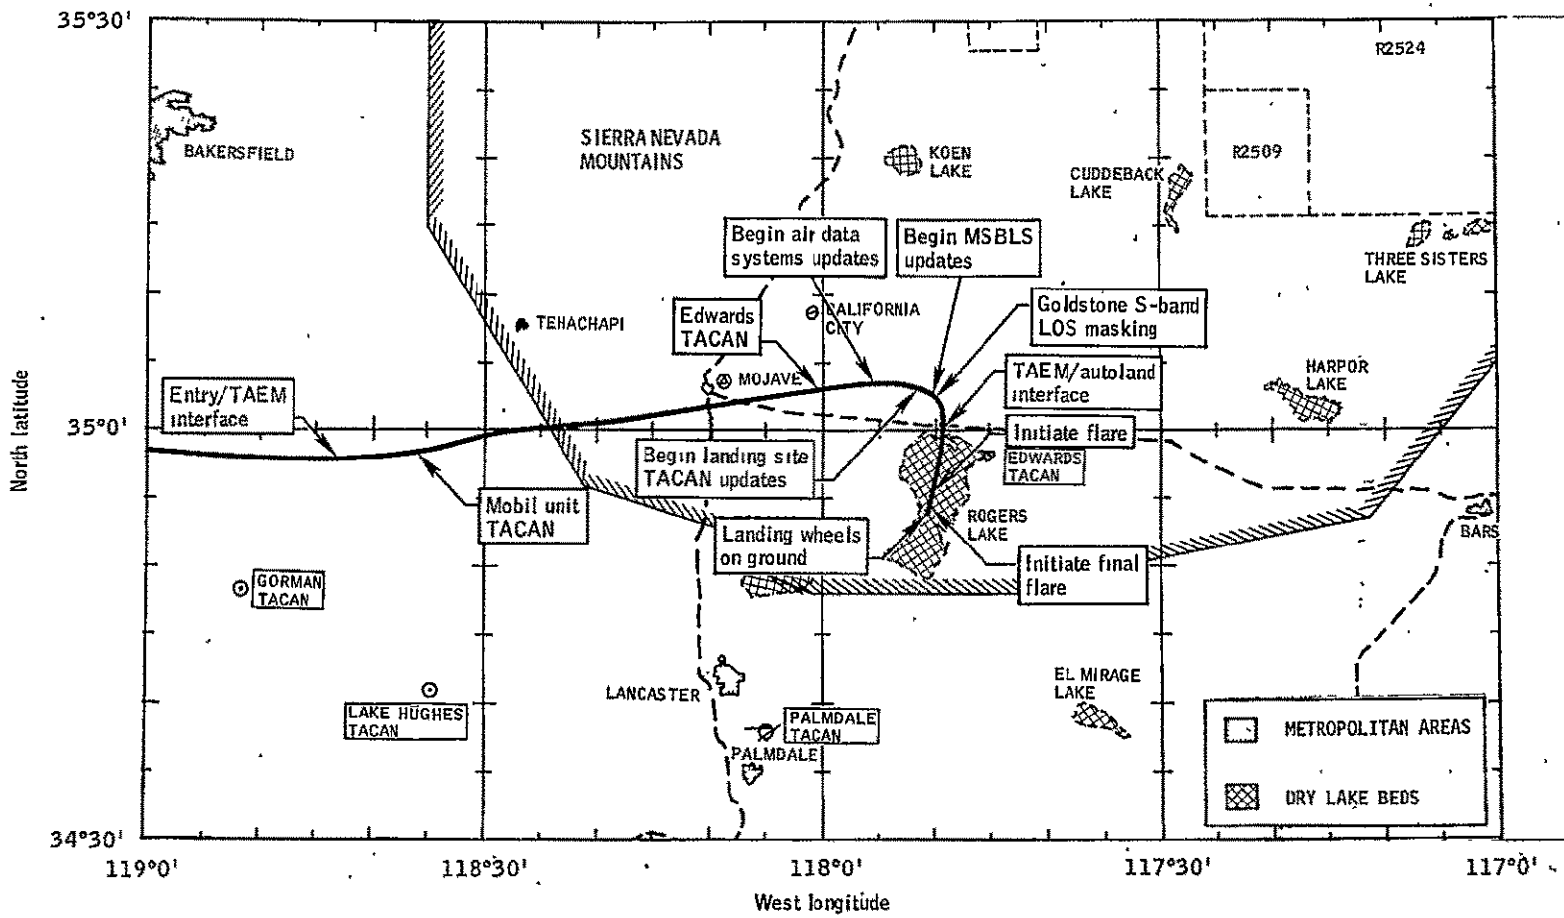 35°30'
R2524
BAKERSFIELD
SIERRA NEVADA
MOUNTAINS
KOEN
LAKE
CUDDEBACK
LAKE
R2509
Begin air data
systems updates
Begin MSBLS
updates
THREE SISTERS
LAKE
Edwards
TACAN
CALIFORNIA
CITY
Goldstone S-band
LOS masking
TEHACHAPI
MOJAVE
TAEM/autoland
interface
HARPOR
LAKE
Entry/TAEM
interface
North latitude
35°0'
Initiate flare
Begin landing site
TACAN updates
EDWARDS
TACAN
Mobil unit
TACAN
Landing wheels
on ground
ROGERS
LAKE
BARS
Initiate final
flare
GORMAN
TACAN
LANCASTER
EL MIRAGE
LAKE
LAKE HUGHES
TACAN
PALMDALE
TACAN
PALMDALE
METROPOLITAN AREAS
DRY LAKE BEDS
34°30'
119°0'
118°30'
118°0'
117°30'
117°0'
West longitude